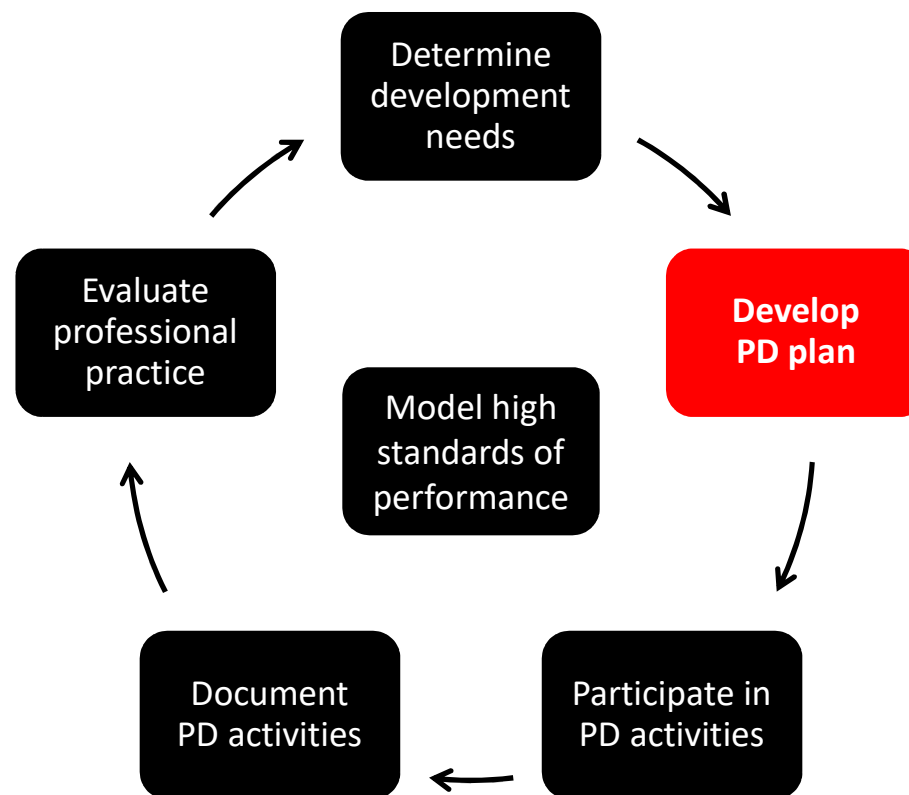 Determine
development
needs
Develop
PD plan
Participate in
PD activities
Document
PD activities
Evaluate
professional
practice
Model high
standards of
performance